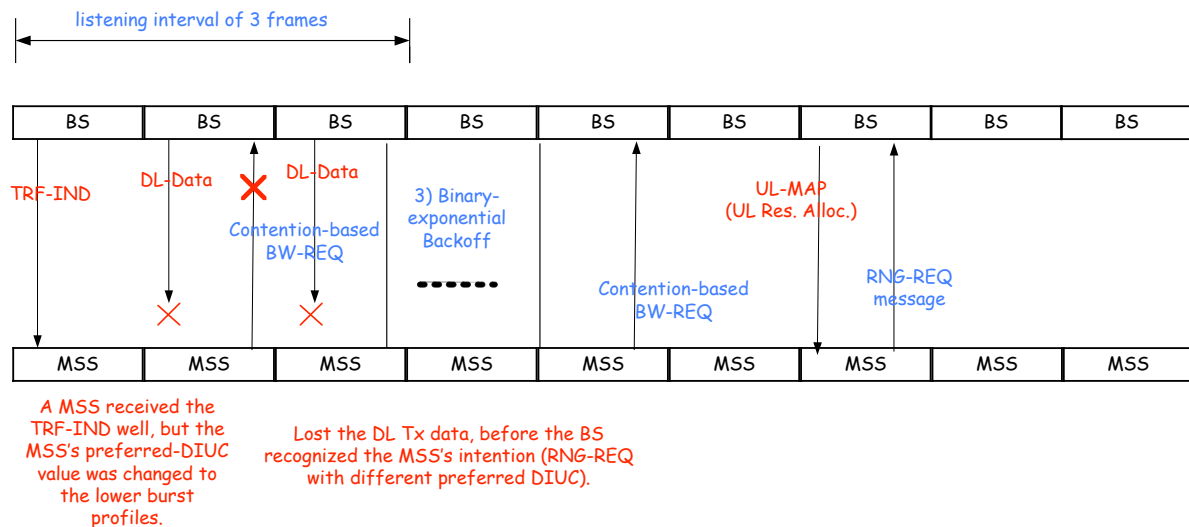 listening interval of 3 frames
BS BS BS BS BS BS BS BS BS
TRF-IND
DL-Data
DL-Data
Contention-based
BW-REQ
3) Binary-
exponential
Backoff
Contention-based
BW-REQ
UL-MAP
(UL Res. Alloc.)
RNG-REQ
message
MSS MSS MSS MSS MSS MSS MSS MSS MSS
A MSS received the
TRF-IND well, but the
MSS's preferred-DIUC
value was changed to
the lower burst
profiles.
Lost the DL Tx data, before the BS
recognized the MSS's intention (RNG-REQ
with different preferred DIUC).